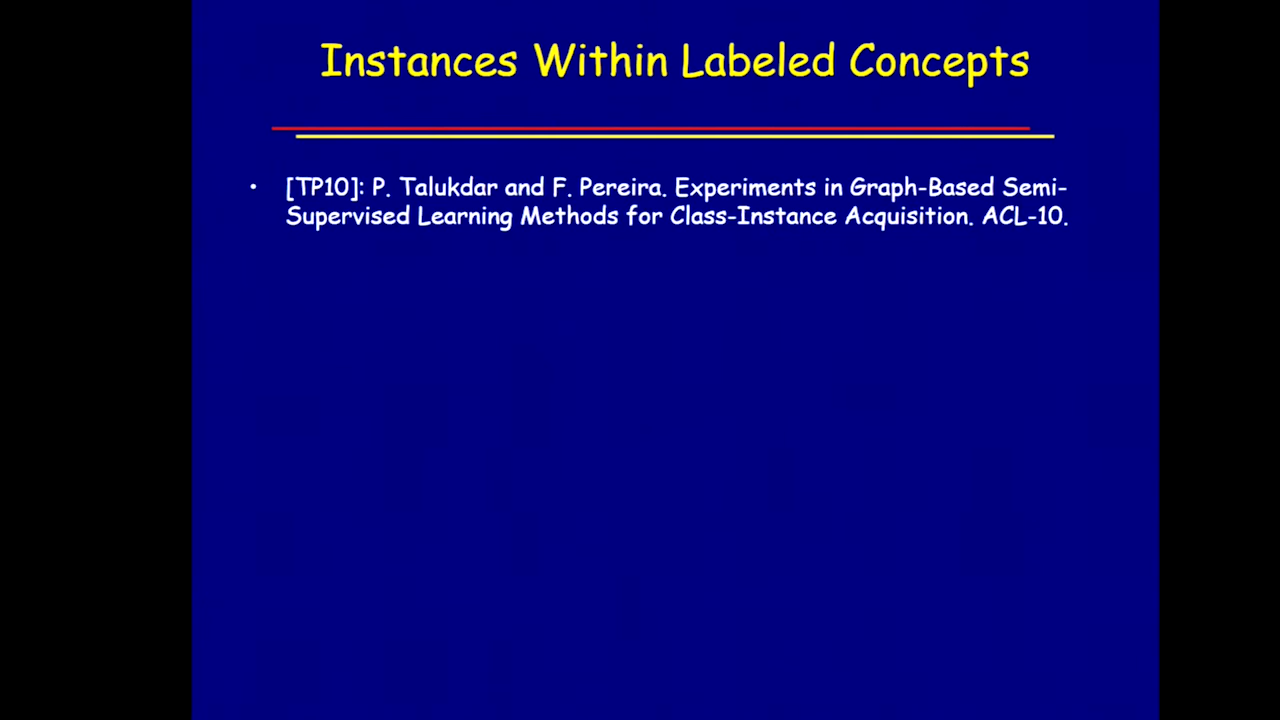 Instances Within Labeled Concepts
• [TP10]: P. Talukdar and F. Pereira. Experiments in Graph-Based Semi-
Supervised Learning Methods for Class-Instance Acquisition. ACL-10.